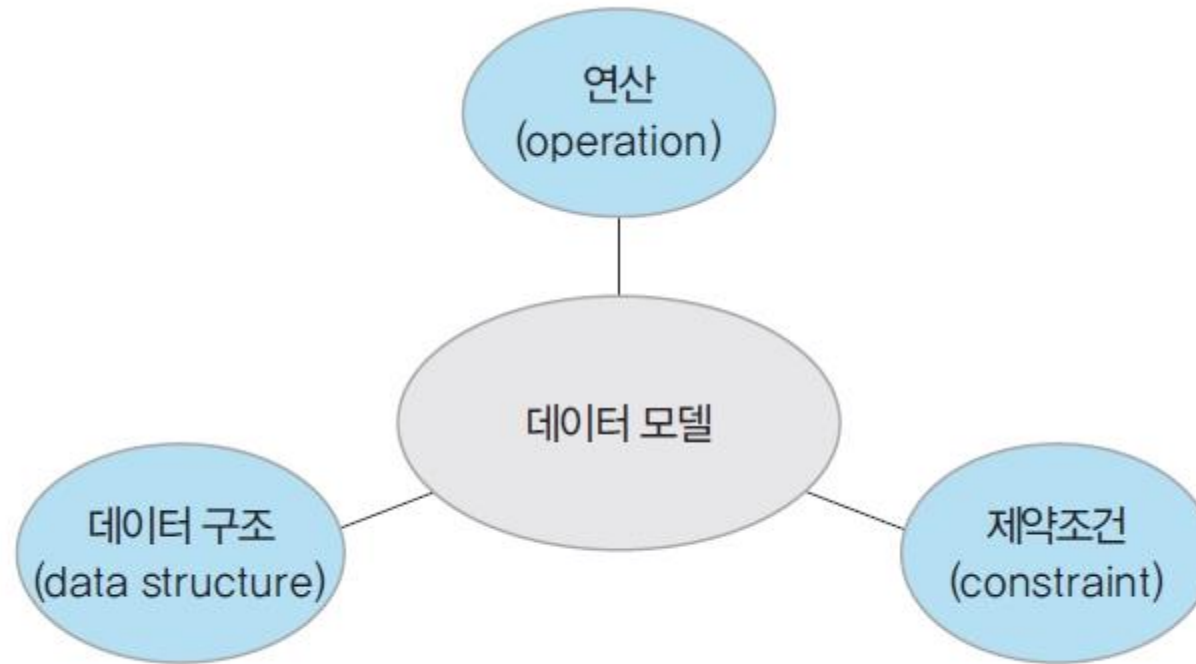 연산
(operation)
데이터 모델
데이터 구조
(data structure)
제약조건
(constraint)